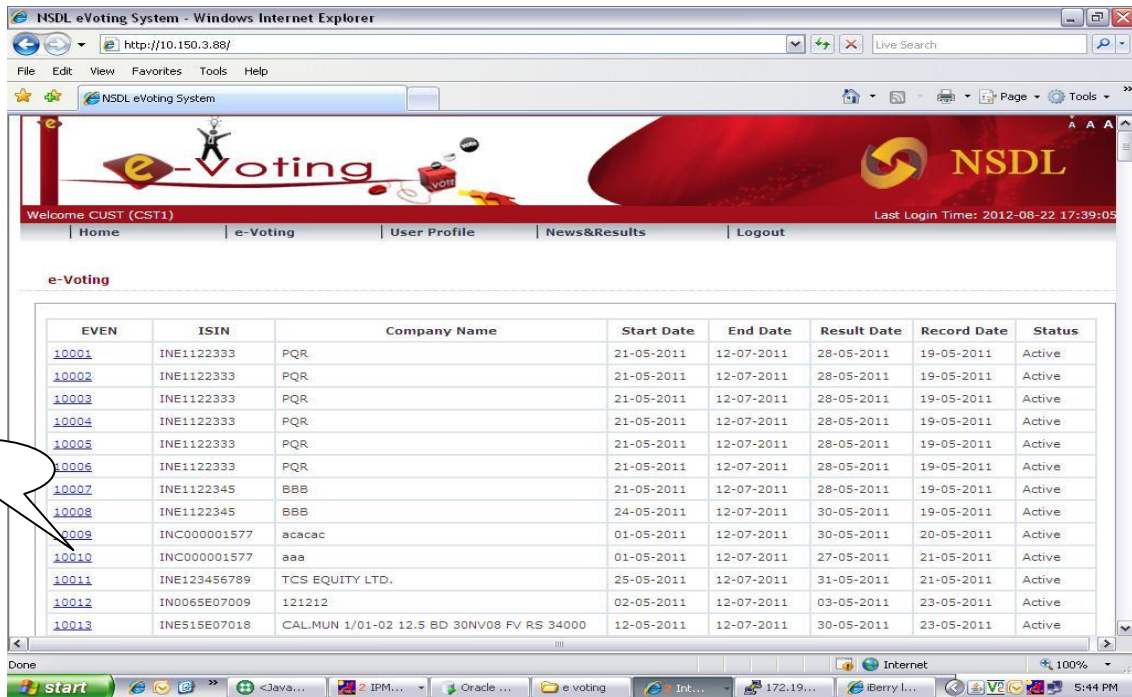 NSDL eVoting System - Windows Internet Explorer
http://10.150.3.88/
Live Search
File Edit View Favorites Tools Help
NSDL eVoting System
Page Tools
e-Voting
VOTE
VOTE
NSDL
A A A
Welcome CUST (CST1) Last Login Time: 2012-08-22 17:39:05
| Home | e-Voting | User Profile | News&Results | Logout
e-Voting
EVEN ISIN Company Name Start Date End Date Result Date Record Date Status
10001 INE1122333 PQR 21-05-2011 12-07-2011 28-05-2011 19-05-2011 Active
10002 INE1122333 PQR 21-05-2011 12-07-2011 28-05-2011 19-05-2011 Active
10003 INE1122333 PQR 21-05-2011 12-07-2011 28-05-2011 19-05-2011 Active
10004 INE1122333 PQR 21-05-2011 12-07-2011 28-05-2011 19-05-2011 Active
10005 INE1122333 PQR 21-05-2011 12-07-2011 28-05-2011 19-05-2011 Active
10006 INE1122333 PQR 21-05-2011 12-07-2011 28-05-2011 19-05-2011 Active
10007 INE1122345 BBB 21-05-2011 12-07-2011 28-05-2011 19-05-2011 Active
10008 INE1122345 BBB 24-05-2011 12-07-2011 30-05-2011 19-05-2011 Active
10009 INC000001577 acacac 01-05-2011 12-07-2011 30-05-2011 20-05-2011 Active
10010 INC000001577 aaa 01-05-2011 12-07-2011 27-05-2011 21-05-2011 Active
10011 INE123456789 TCS EQUITY LTD. 25-05-2011 12-07-2011 31-05-2011 21-05-2011 Active
10012 IN0065E07009 121212 02-05-2011 12-07-2011 03-05-2011 23-05-2011 Active
10013 INE515E07018 CAL.MUN 1/01-02 12.5 BD 30NV08 FV RS 34000 12-05-2011 12-07-2011 30-05-2011 23-05-2011 Active
Done Internet 100%
start <Java... 2 IPM... Oracle ... e voting Int... 172.19... iBerry l... 5:44 PM